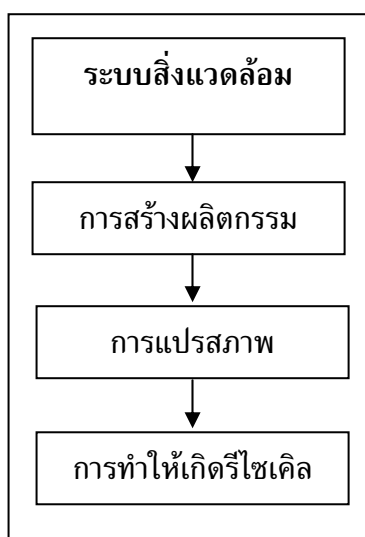 ระบบสิ่งแวดล้อม
การสร้างผลิตกรรม
การแปรสภาพ
การทำให้เกิดรีไซเคิล